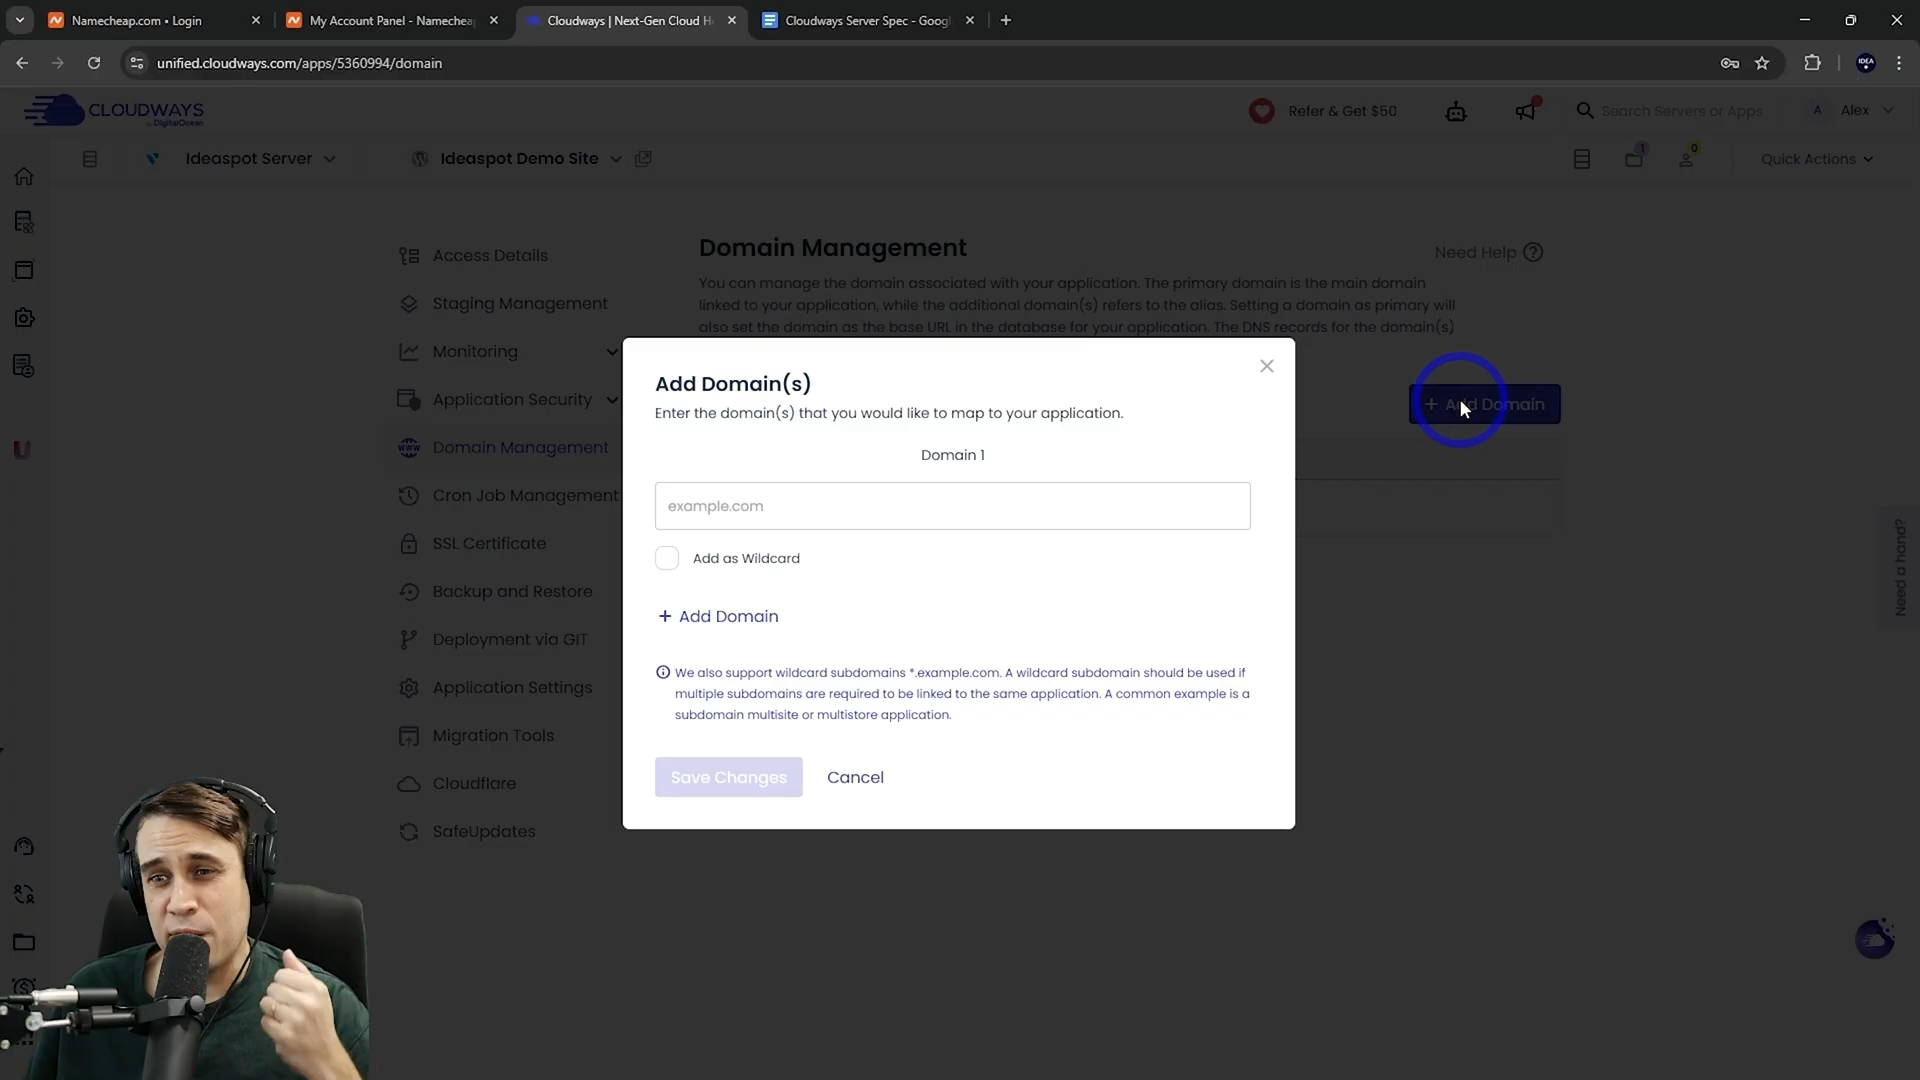 Namecheap.com • Login
My Account Panel - Namecheap
Cloudways | Next-Gen Cloud H
Cloudways Server Spec - Googl
unified.cloudways.com/apps/5360994/domain
IDEA
CLOUDWAYS
by DigitalOcean
Refer & Get $50
Search Servers or Apps
A
Alex
Ideaspot Server
Ideaspot Demo Site
1
0
Quick Actions
Access Details
Staging Management
Monitoring
Application Security
Domain Management
Cron Job Management
SSL Certificate
Backup and Restore
Deployment via GIT
Application Settings
Migration Tools
Cloudflare
SafeUpdates
Domain Management
Need Help
You can manage the domain associated with your application. The primary domain is the main domain
linked to your application, while the additional domain(s) refers to the alias. Setting a domain as primary will
also set the domain as the base URL in the database for your application. The DNS records for the domain(s)
+ Add Domain
Add Domain(s)
Enter the domain(s) that you would like to map to your application.
Domain 1
example.com
Add as Wildcard
+ Add Domain
We also support wildcard subdomains *.example.com. A wildcard subdomain should be used if
multiple subdomains are required to be linked to the same application. A common example is a
subdomain multisite or multistore application.
Save Changes
Cancel
Need a hand?